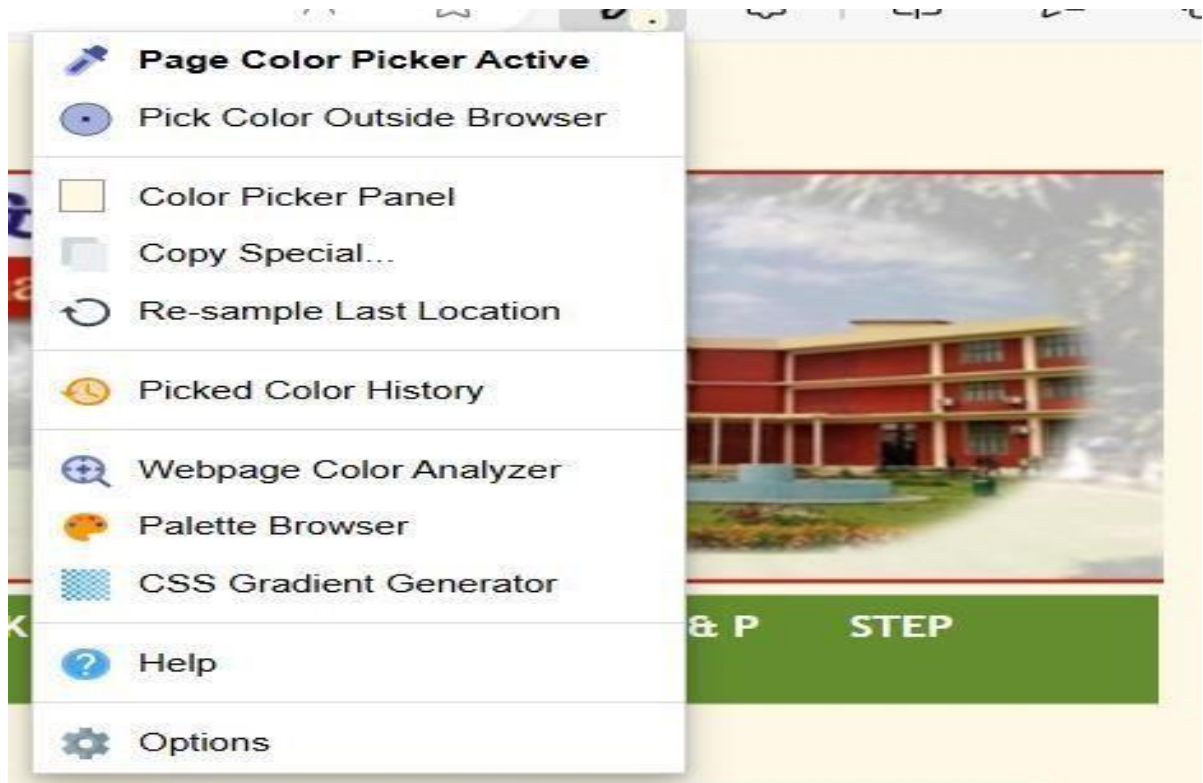 Page Color Picker Active
Pick Color Outside Browser
Color Picker Panel
Copy Special...
Re-sample Last Location
Picked Color History
Webpage Color Analyzer
Palette Browser
CSS Gradient Generator
K & P STEP
Help
Options